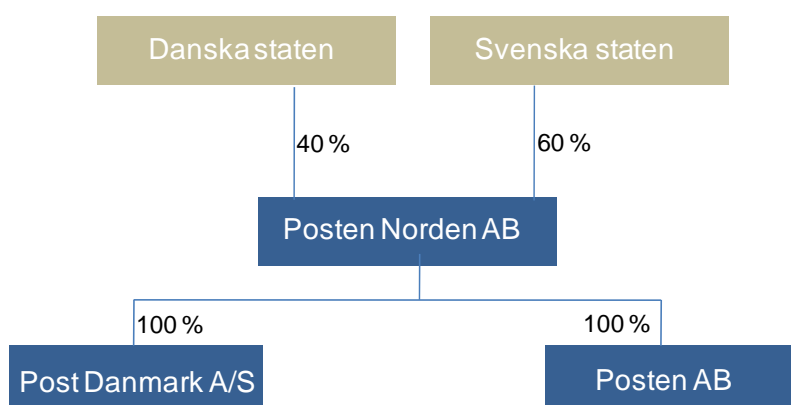 Danska staten
Svenska staten
40 %
60 %
Posten Norden AB
100 %
100 %
Post Danmark A/S
Posten AB